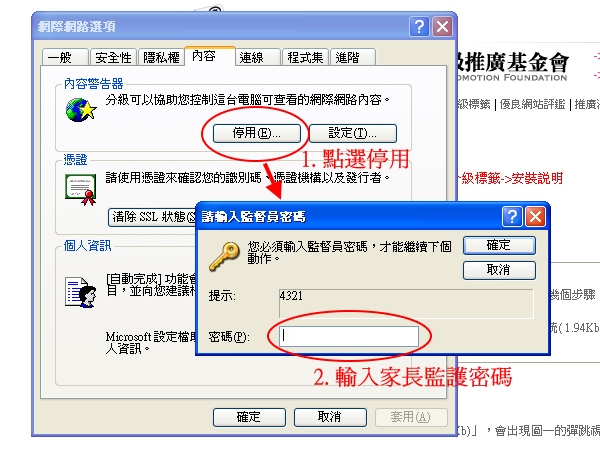 網際網路選項
一般 安全性 隱私權 內容 連線 程式集 進階
級推廣基金會
OMOTION FOUNDATION
級標籤 | 優良網站評鑑 | 推廣
內容警告器
分級可以協助您控制這台電腦可查看的網際網路內容。
停用(E)... 設定(T)...
1. 點選停用
憑證
請使用憑證來確認您的識別碼、憑證機構以及發行者。
級標籤->安裝說明
清除 SSL 狀態(S
請輸入監督員密碼
個人資訊
您必須輸入監督員密碼，才能繼續下個
動作。
確定
取消
[自動完成] 功能會
目，並向您建議
提示: 4321
幾個步驟
統( 1.94Kb
Microsoft 設定檔
人資訊。
密碼(P):
2. 輸入家長監護密碼
確定 取消 套用(A)
Kb)」，會出現圖一的彈跳視